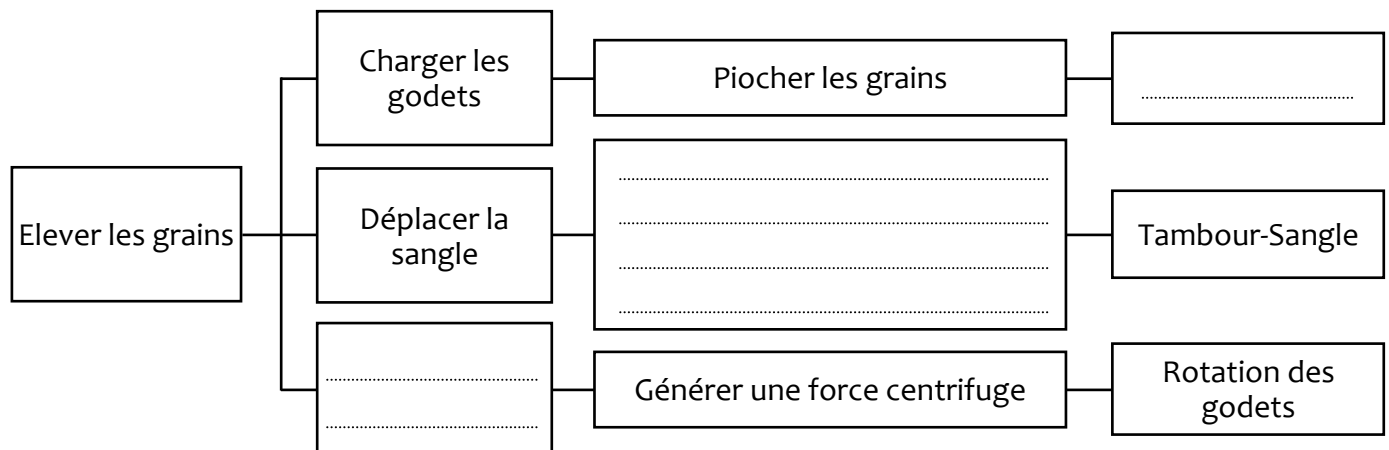 Charger les
godets
Piocher les grains
Elever les grains
Déplacer la
sangle
Tambour-Sangle
Générer une force centrifuge
Rotation des
godets